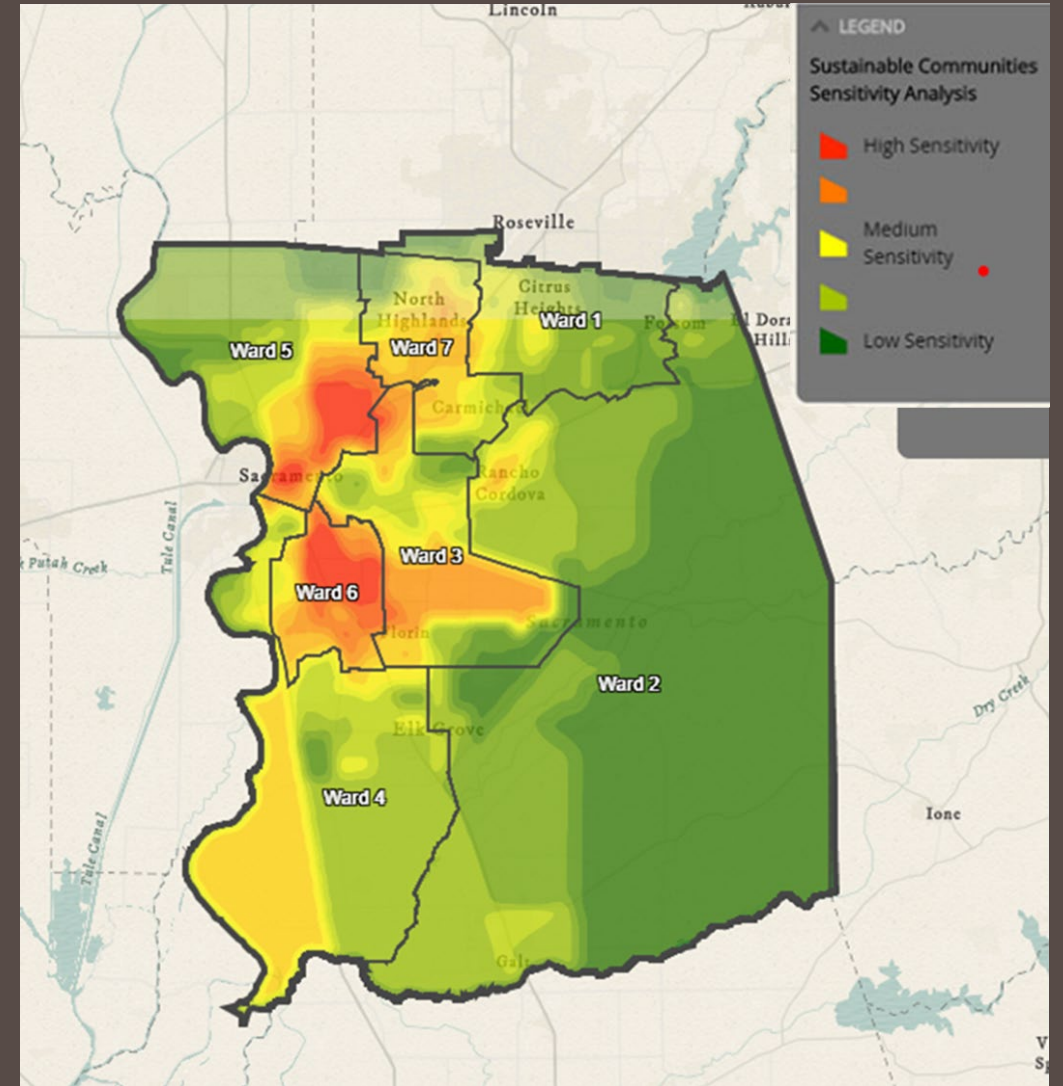 Lincoln
LEGEND
Sustainable Communities
Sensitivity Analysis
High Sensitivity
Medium
Sensitivity
Low Sensitivity
Roseville
Citrus
Heights
North
Highlands
Ward 1
Folsom
El Dor
Hill
Ward 5
Ward 7
Carmichael
Sacramento
Rancho
Cordova
Tule Canal
Putah Creek
Ward 3
Ward 6
Florin
Sacramento
Ward 2
Dry Creek
Elk Grove
Ward 4
Ione
Tule Canal
Galt